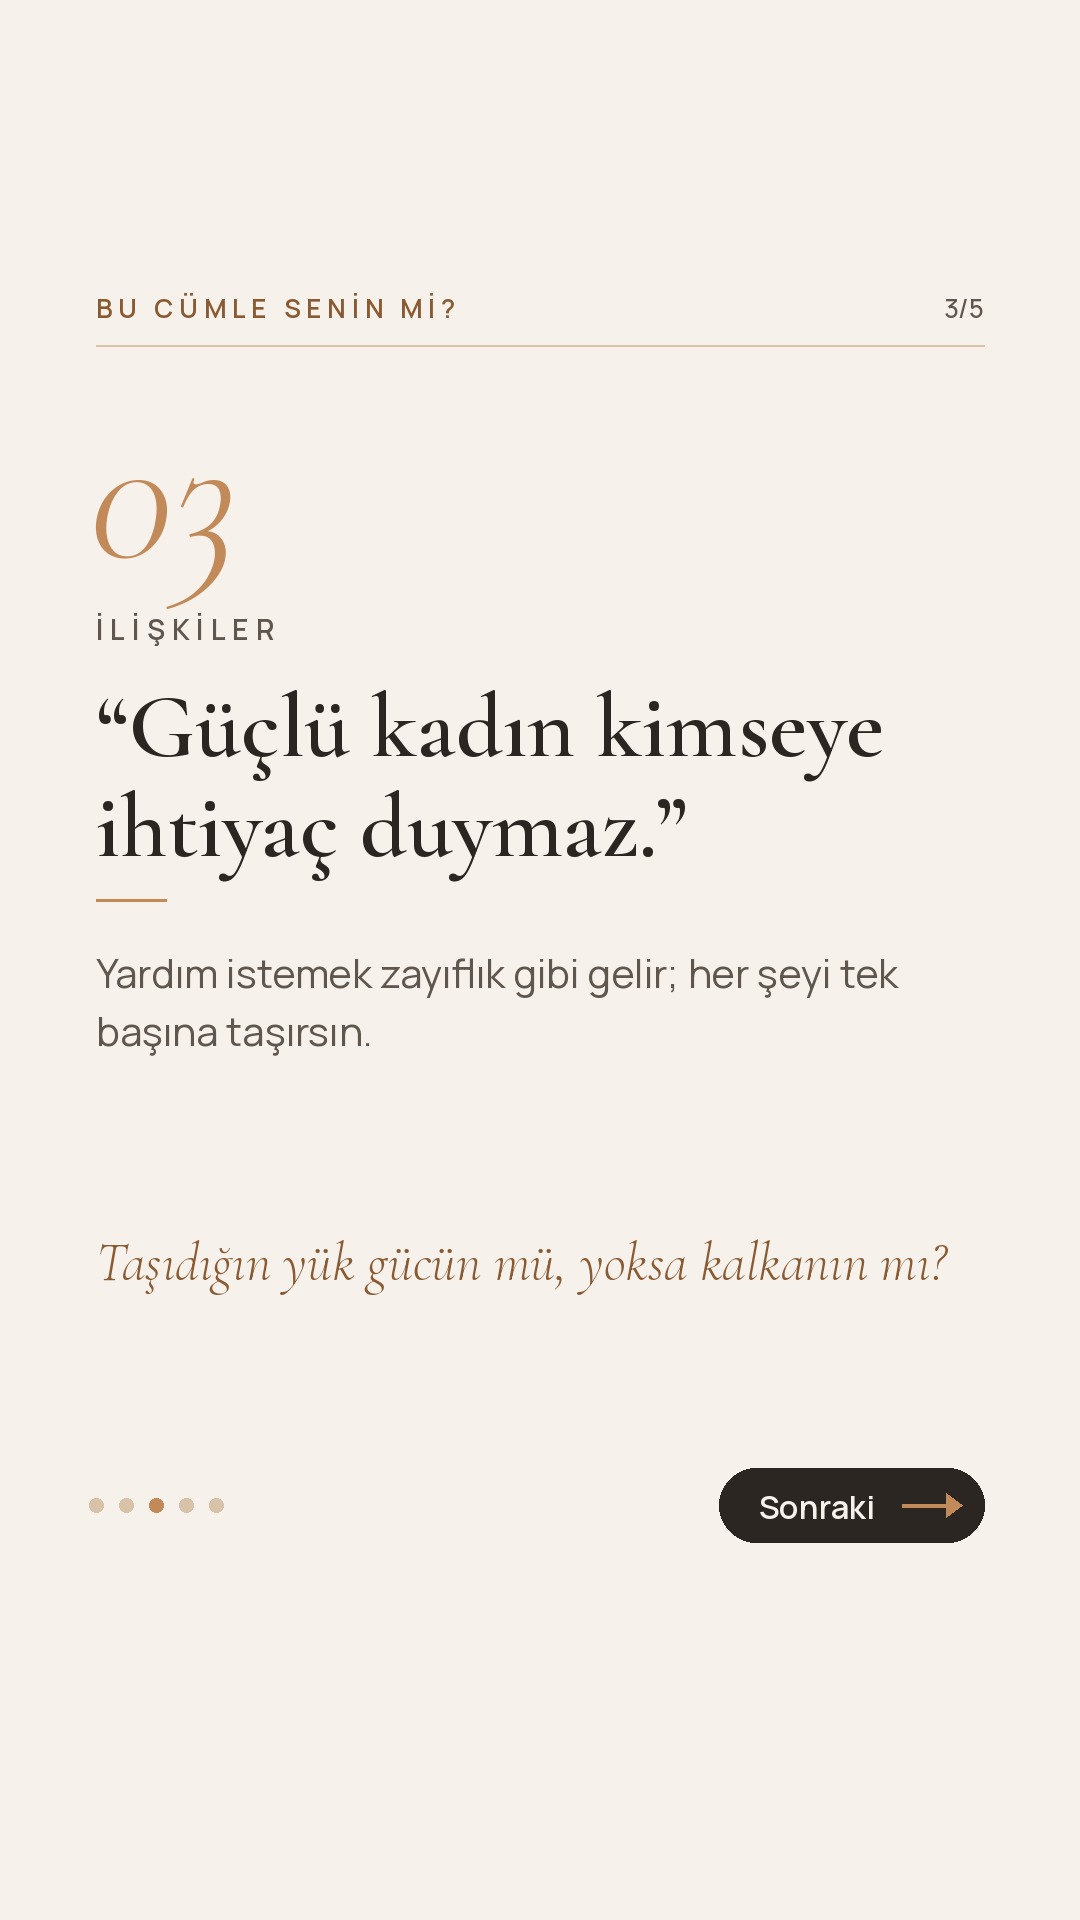 BU CÜMLE SENİN Mİ?
3/5
03
İLİŞKİLER
“Güçlü kadın kimseye
ihtiyaç duymaz.”
Yardım istemek zayıflık gibi gelir; her şeyi tek
başına taşırsın.
Taşıdığın yük gücün mü, yoksa kalkanın mı?
Sonraki